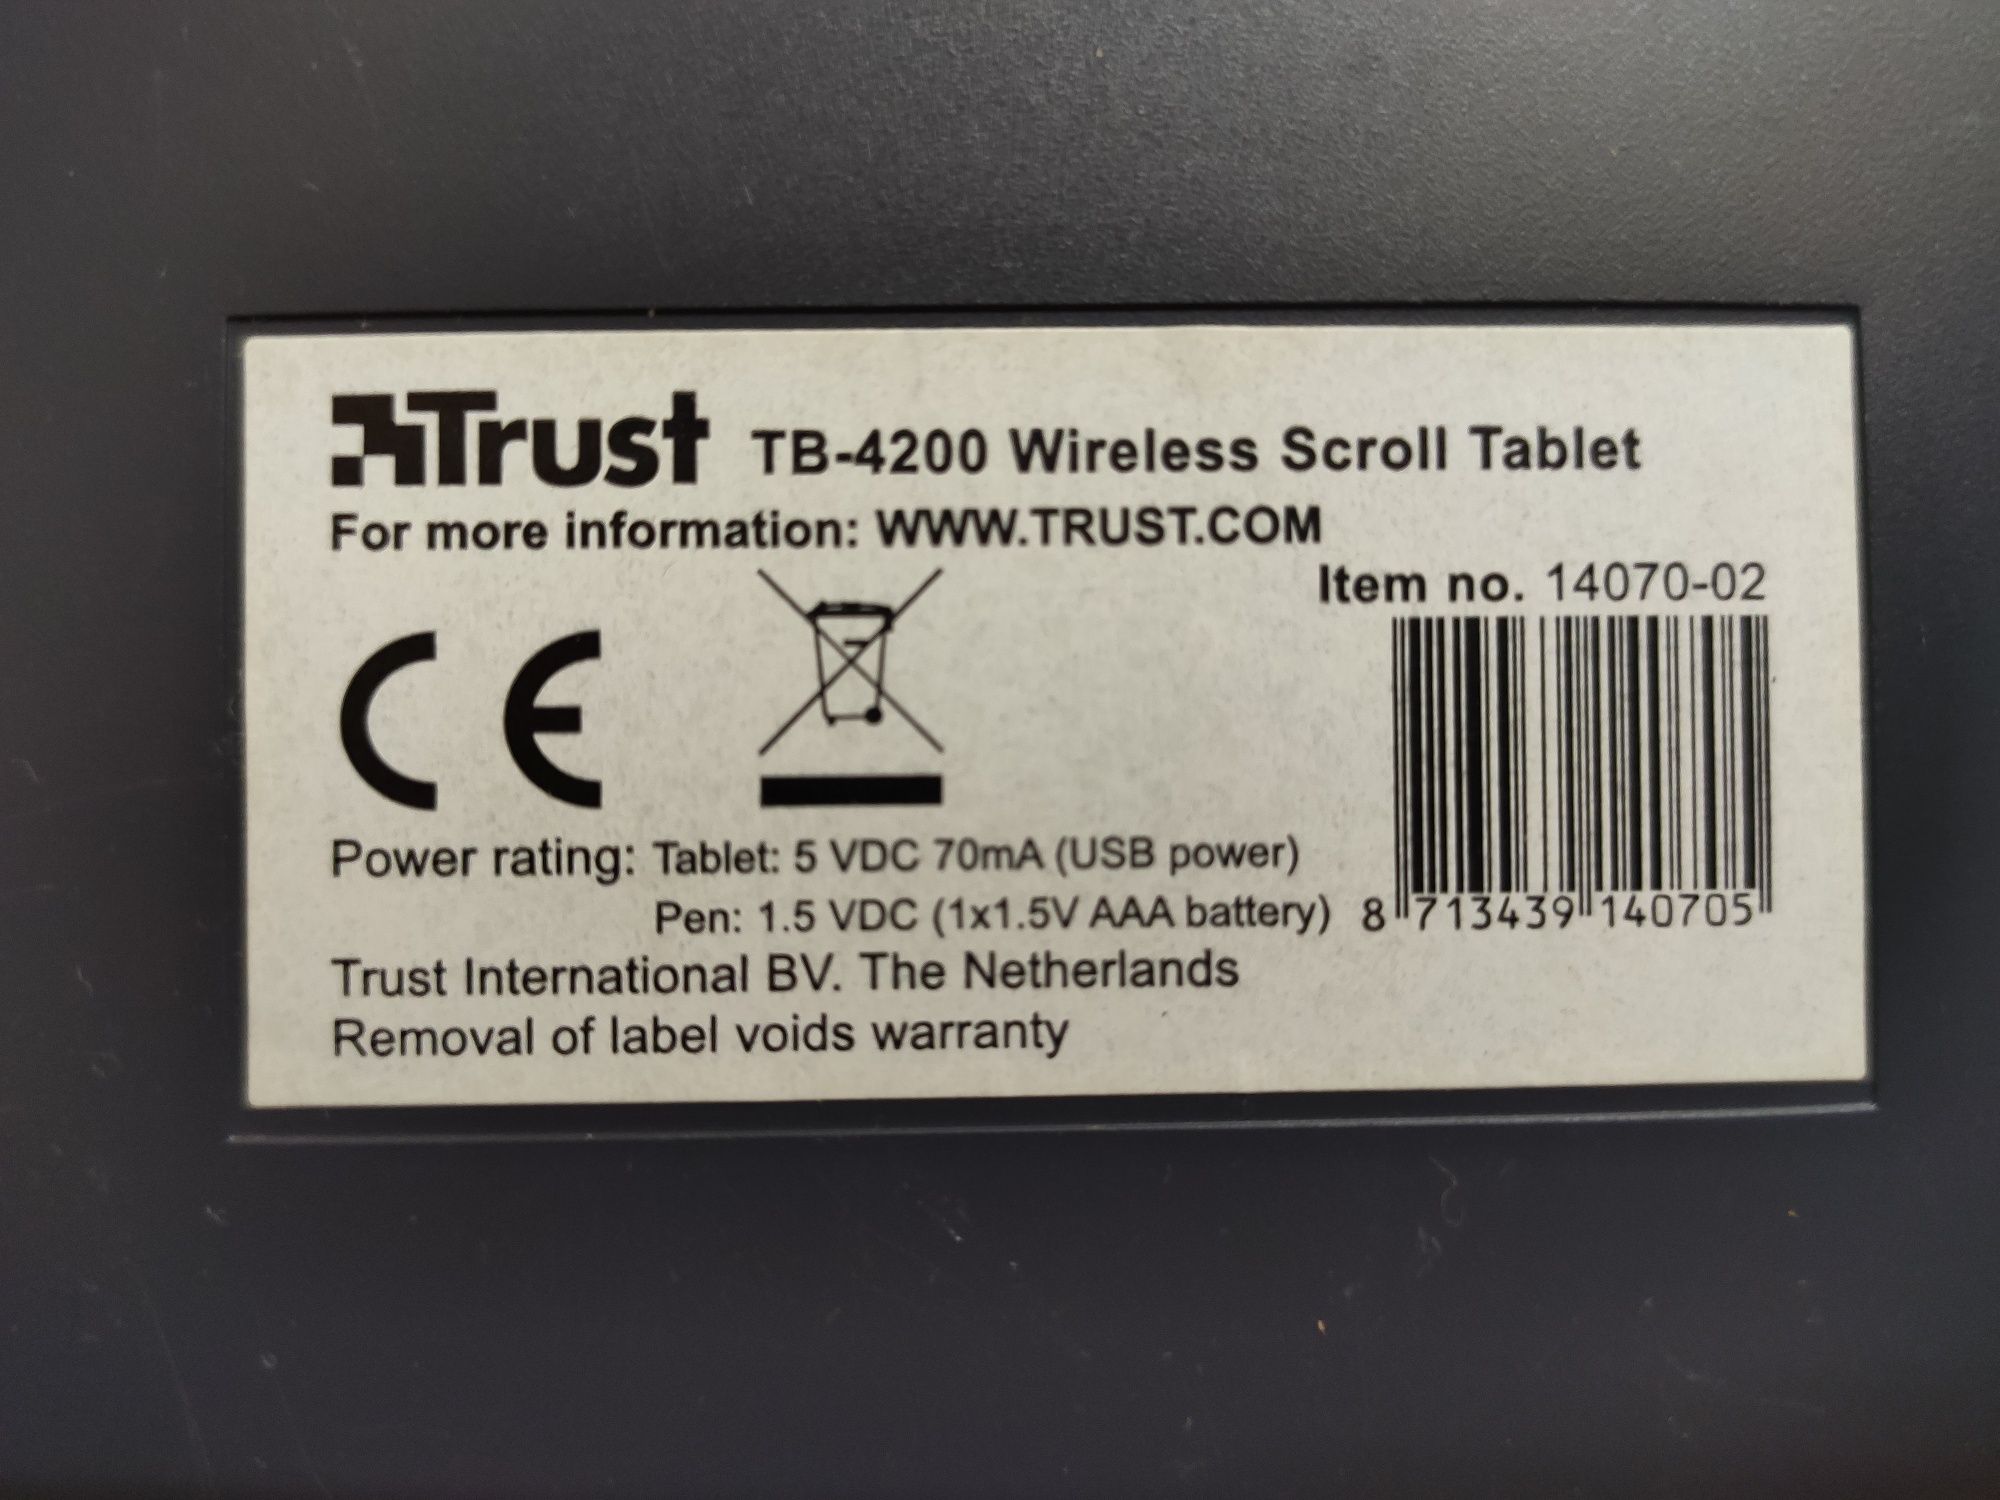 Trust TB-4200 Wireless Scroll Tablet
For more information: WWW.TRUST.COM
Item no. 14070-02
CE
Power rating: Tablet: 5 VDC 70mA (USB power)
Pen: 1.5 VDC (1x1.5V AAA battery)
8 713439 140705
Trust International BV. The Netherlands
Removal of label voids warranty